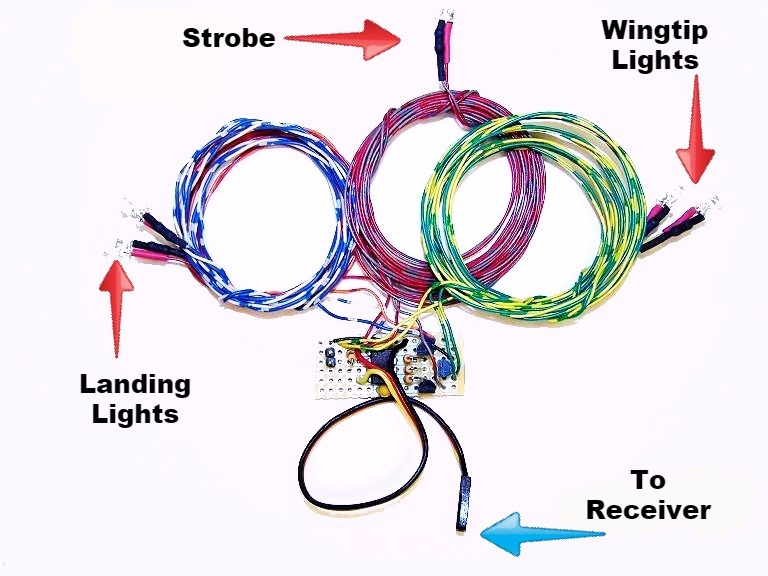 Strobe
Wingtip
Lights
Landing
Lights
To
Receiver